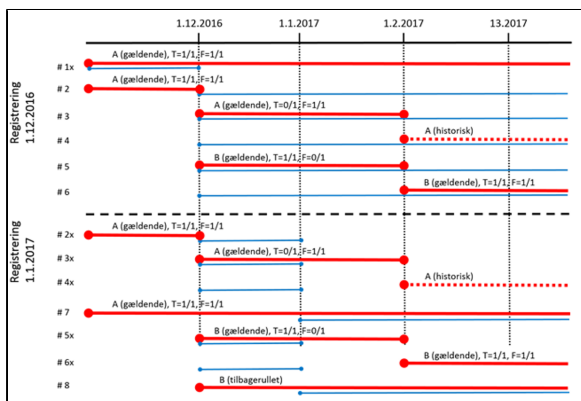 1.12.2016 1.1.2017 1.2.2017 13.2017
Registrering
1.12.2016
# 1x A (gældende), T=1/1, F=1/1
# 2 A (gældende), T=1/1, F=1/1
# 3 A (gældende), T=0/1, F=1/1
# 4 A (historisk)
# 5 B (gældende), T=1/1, F=0/1
# 6 B (gældende), T=1/1, F=1/1
Registrering
1.1.2017
# 2x A (gældende), T=1/1, F=1/1
# 3x A (gældende), T=0/1, F=1/1
# 4x A (historisk)
# 7 A (gældende), T=1/1, F=1/1
# 5x B (gældende), T=1/1, F=0/1
# 6x B (gældende), T=1/1, F=1/1
# 8 B (tilbagerullet)